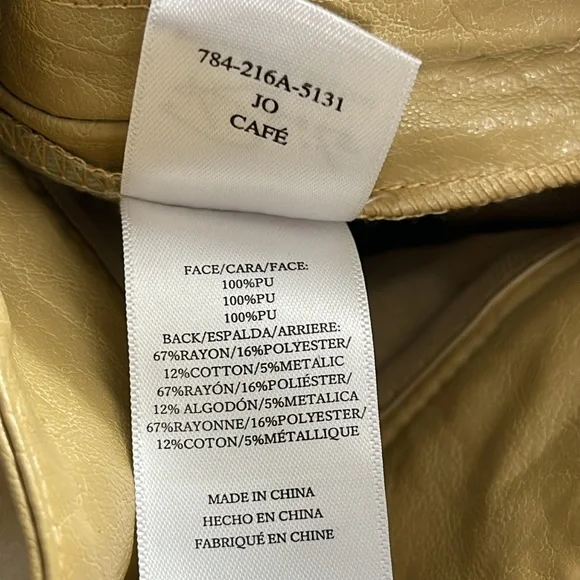 784-216A-5131
JO
CAFÉ
FACE/CARA/FACE:
100%PU
100%PU
100%PU
BACK/ESPALDA/ARRIERE:
67%RAYON/16%POLYESTER/
12%COTTON/5%METALIC
67%RAYÓN/16%POLIÉSTER/
12% ALGODÓN/5%METALICA
67%RAYONNE/16%POLYESTER/
12%COTON/5%MÉTALLIQUE
MADE IN CHINA
HECHO EN CHINA
FABRIQUÉ EN CHINE